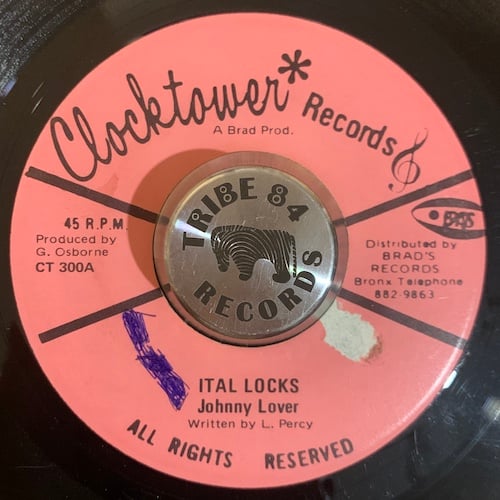 Clocktower* Records
A Brad Prod.
45 R.P.M.
Produced by
G. Osborne
CT 300A
TRIBE 84
RECORDS
BRADS
Distributed by
BRAD'S
RECORDS
Bronx Telephone
882-9863
ITAL LOCKS
Johnny Lover
Written by L. Percy
ALL RIGHTS RESERVED